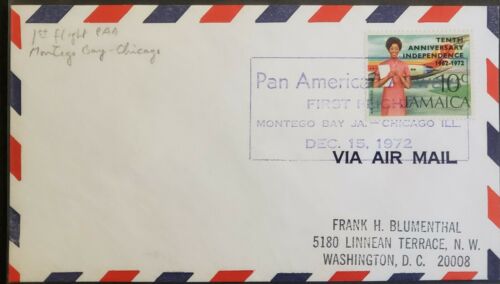 1st Flight PAA
Montego Bay-Chicago
TENTH
ANNIVERSARY
INDEPENDENCE
1962-1972
10c
JAMAICA
Pan America
FIRST FLIGHT
MONTEGO BAY JA. - CHICAGO ILL.
DEC. 15, 1972
VIA AIR MAIL
FRANK H. BLUMENTHAL
5180 LINNEAN TERRACE, N. W.
WASHINGTON, D. C. 20008